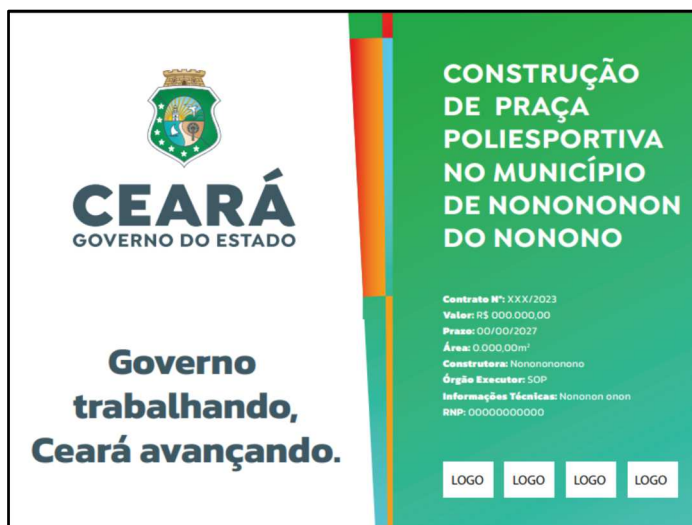 CEARÁ
GOVERNO DO ESTADO
Governo
trabalhando,
Ceará avançando.
CONSTRUÇÃO
DE PRAÇA
POLIESPORTIVA
NO MUNICÍPIO
DE NONONONON
DO NONONO
Contrato Nº: XXX/2023
Valor: R$ 000.000,00
Prazo: 00/00/2027
Área: 0.000,00m²
Construtora: Nononononono
Órgão Executor: SOP
Informações Técnicas: Nononon onon
RNP: 00000000000
LOGO LOGO LOGO LOGO